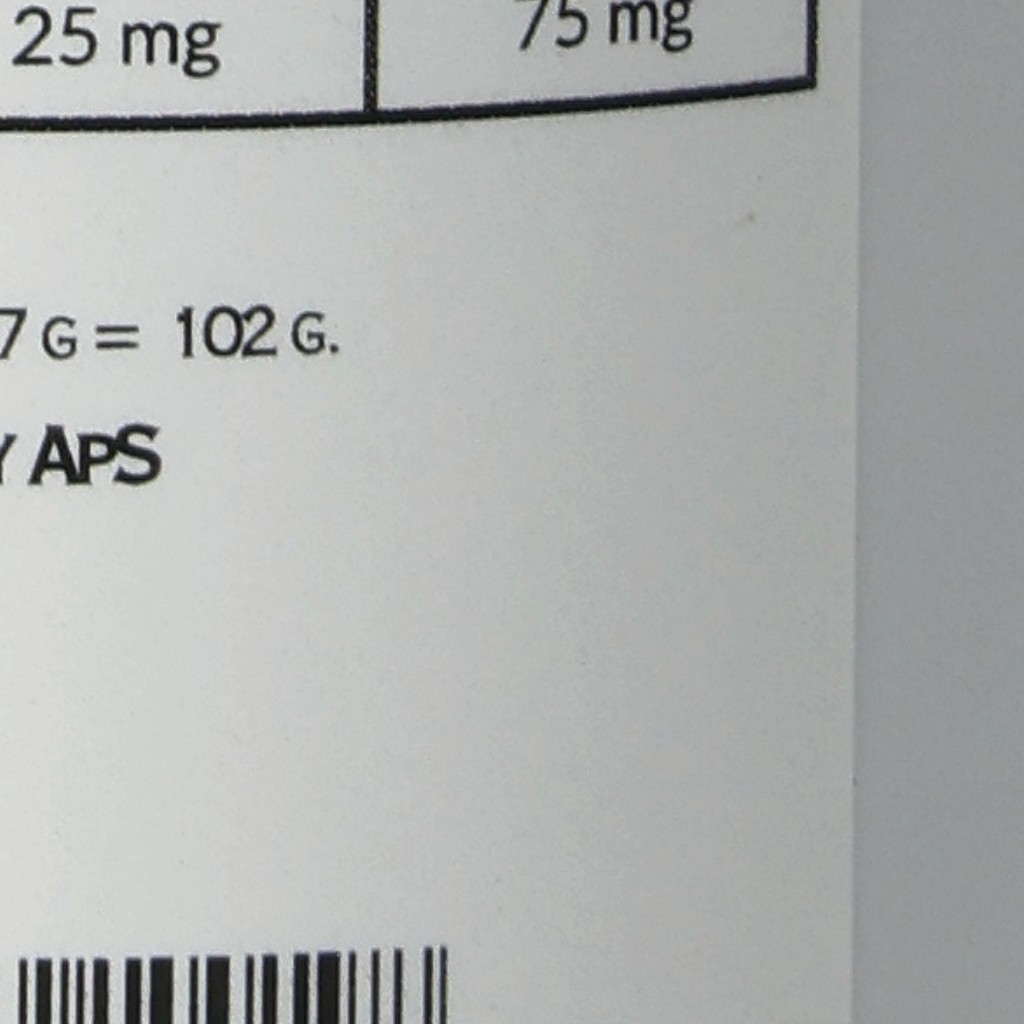 25 mg 75 mg
7 G = 102 G.
Y APS